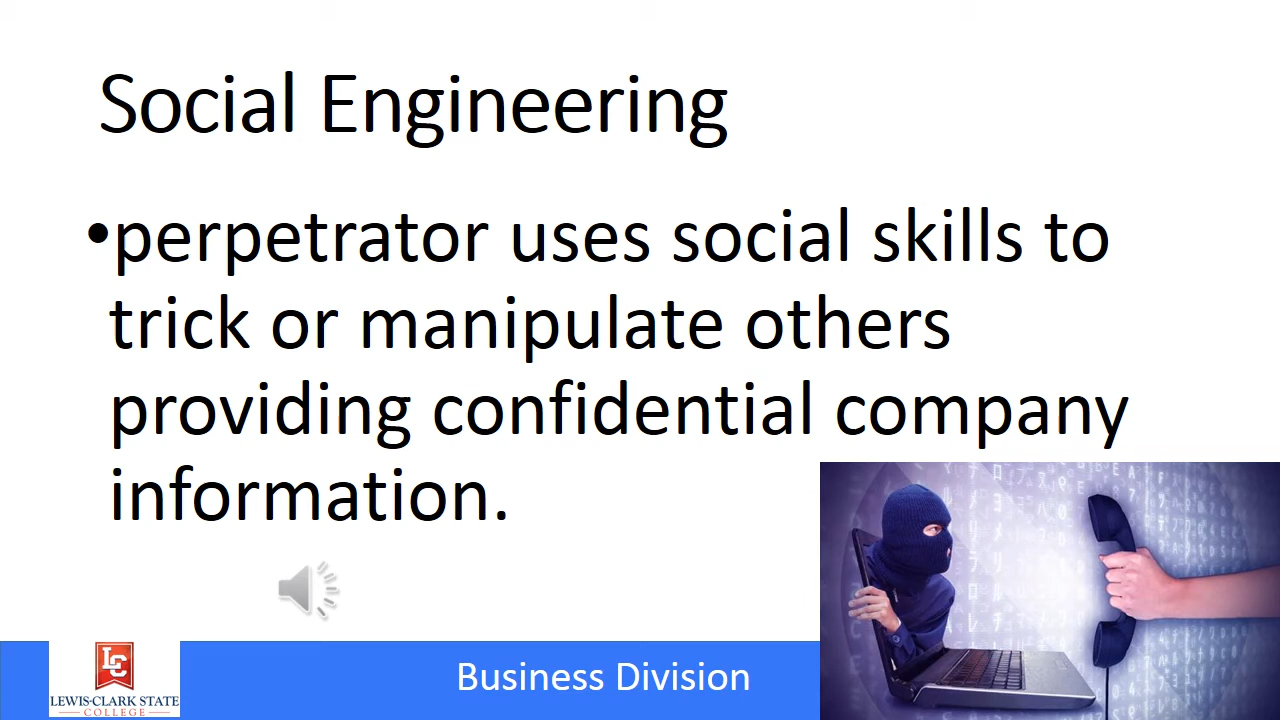 Social Engineering
•perpetrator uses social skills to
trick or manipulate others
providing confidential company
information.
LC
LEWIS-CLARK STATE
COLLEGE
Business Division